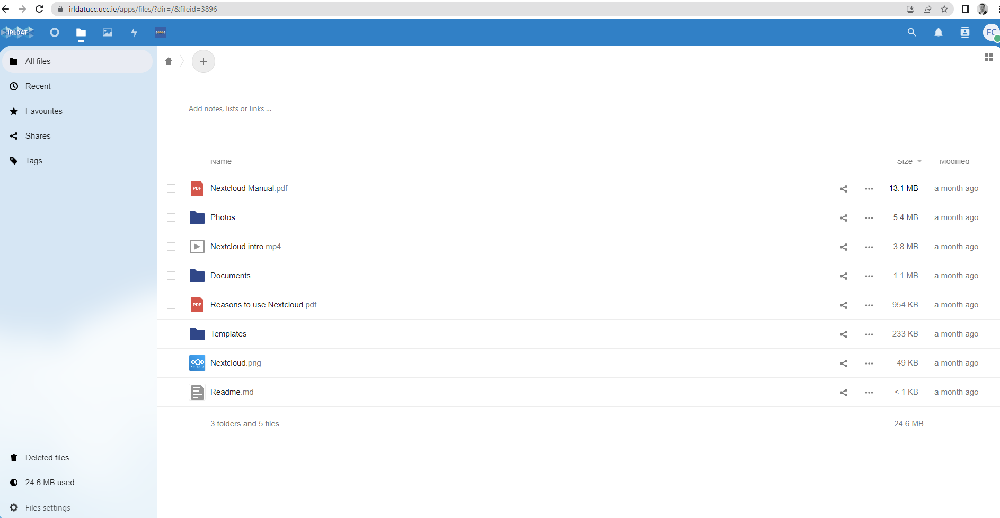 irldatucc.ucc.ie/apps/files/?dir=/&fileid=3896
IRLDAT
FC
All files
Recent
Favourites
Shares
Tags
Add notes, lists or links ...
Name Size Modified
PDF Nextcloud Manual.pdf 13.1 MB a month ago
Photos 5.4 MB a month ago
Nextcloud intro.mp4 3.8 MB a month ago
Documents 1.1 MB a month ago
PDF Reasons to use Nextcloud.pdf 954 KB a month ago
Templates 233 KB a month ago
Nextcloud.png 49 KB a month ago
Readme.md < 1 KB a month ago
3 folders and 5 files 24.6 MB
Deleted files
24.6 MB used
Files settings